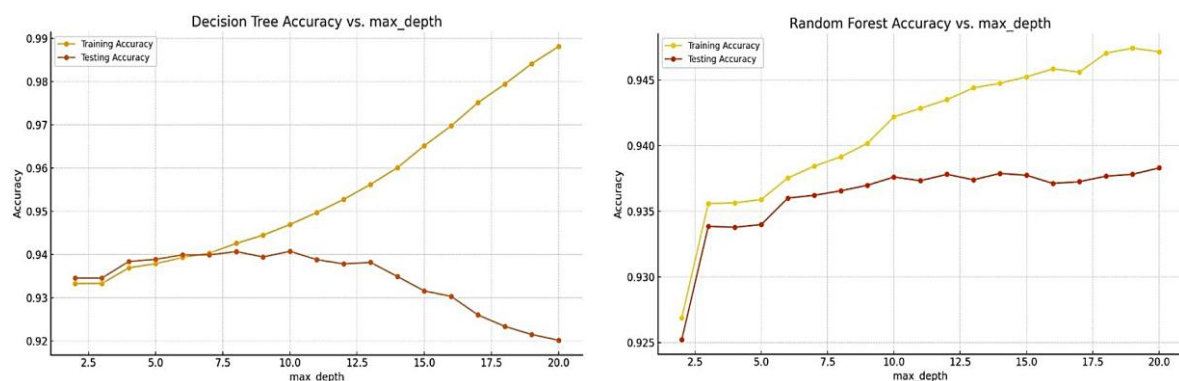 Decision Tree Accuracy vs. max_depth
Training Accuracy
Testing Accuracy
0.99
0.98
0.97
0.96
0.95
0.94
0.93
0.92
Accuracy
2.5 5.0 7.5 10.0 12.5 15.0 17.5 20.0
max_depth
Random Forest Accuracy vs. max_depth
Training Accuracy
Testing Accuracy
0.945
0.940
0.935
0.930
0.925
Accuracy
2.5 5.0 7.5 10.0 12.5 15.0 17.5 20.0
max_depth